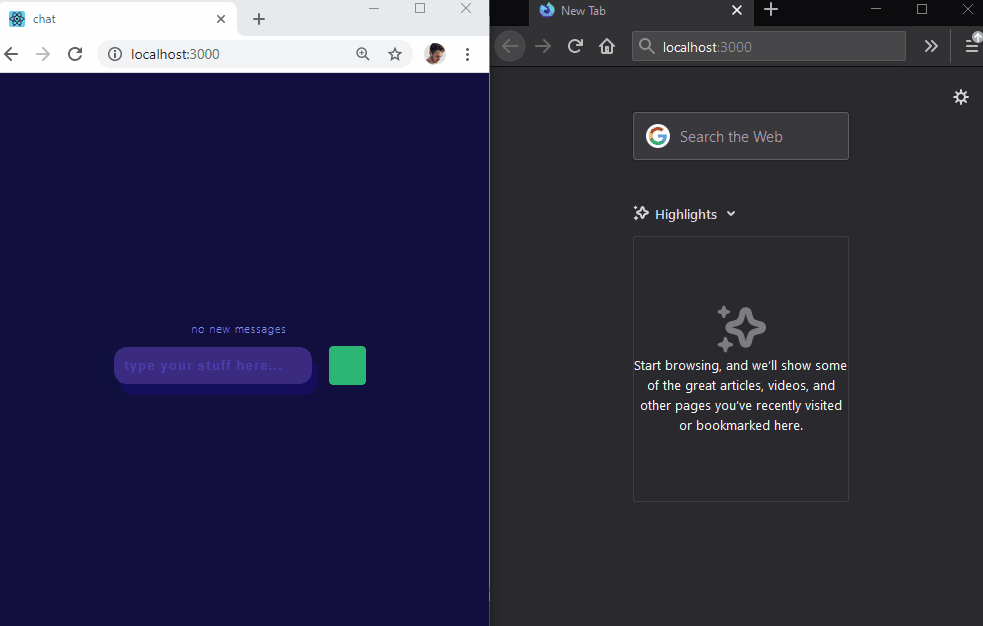 chat
localhost:3000
no new messages
type your stuff here...
New Tab
localhost:3000
Search the Web
Highlights
Start browsing, and we'll show some
of the great articles, videos, and
other pages you've recently visited
or bookmarked here.